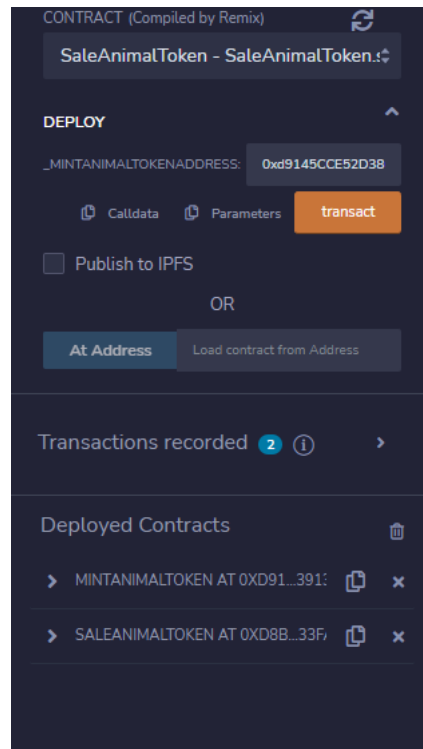 CONTRACT (Compiled by Remix)
SaleAnimalToken - SaleAnimalToken.s
DEPLOY
_MINTANIMALTOKENADDRESS: 0xd9145CCE52D38
Calldata Parameters transact
Publish to IPFS
OR
At Address Load contract from Address
Transactions recorded 2 i
Deployed Contracts
MINTANIMALTOKEN AT 0XD91...3913
SALEANIMALTOKEN AT 0XD8B...33FA